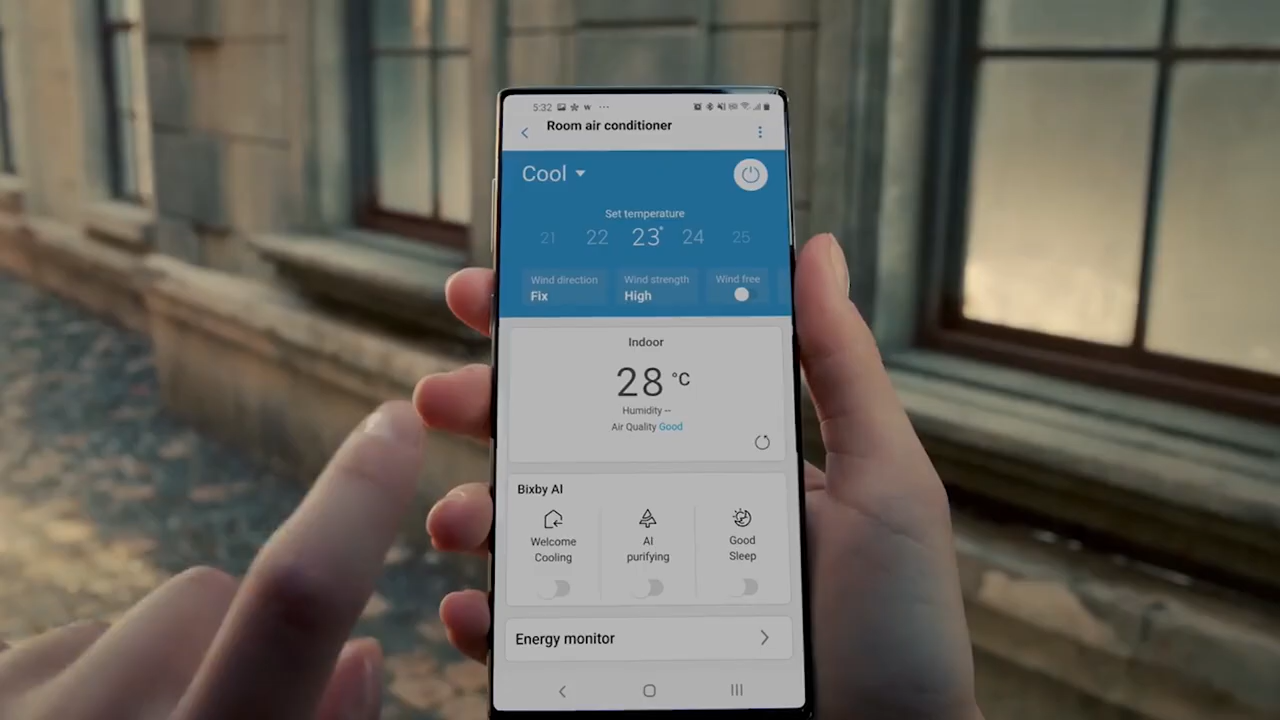 5:32 w ...
Room air conditioner
Cool
Set temperature
21 22 23° 24 25
Wind direction Wind strength Wind free
Fix High
Indoor
28 °C
Humidity --
Air Quality Good
Bixby AI
Welcome Cooling
AI purifying
Good Sleep
Energy monitor